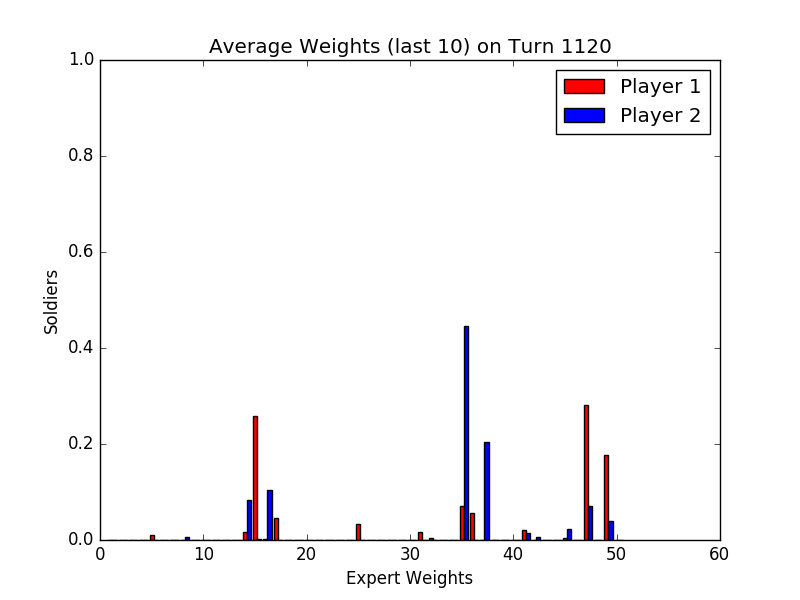 Average Weights (last 10) on Turn 1120
1.0
Player 1
Player 2
0.8
0.6
Soldiers
0.4
0.2
0.0
0 10 20 30 40 50 60
Expert Weights